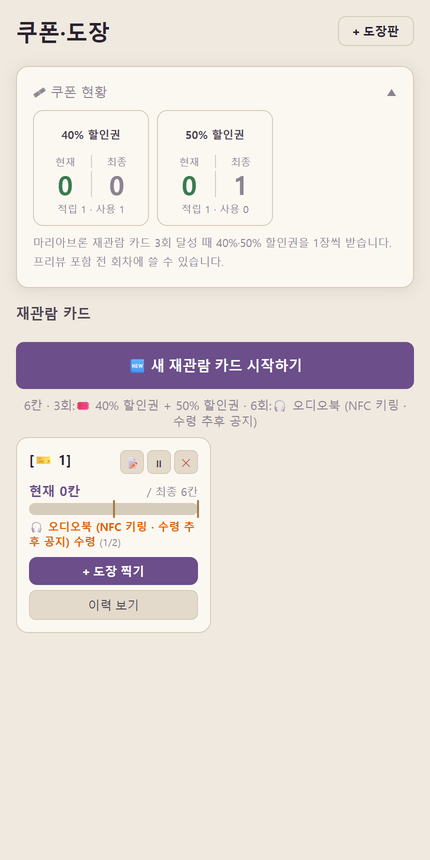 쿠폰·도장
+ 도장판
쿠폰 현황 ▲
40% 할인권
현재 최종
0 0
적립 1 · 사용 1
50% 할인권
현재 최종
0 1
적립 1 · 사용 0
마리아브론 재관람 카드 3회 달성 때 40%·50% 할인권을 1장씩 받습니다.
프리뷰 포함 전 회차에 쓸 수 있습니다.
재관람 카드
🆕 새 재관람 카드 시작하기
6칸 · 3회:🎟️ 40% 할인권 + 50% 할인권 · 6회:🎧 오디오북 (NFC 키링 ·
수령 추후 공지)
[🎫 1]
현재 0칸 / 최종 6칸
🎧 오디오북 (NFC 키링 · 수령 추
후 공지) 수령 (1/2)
+ 도장 찍기
이력 보기